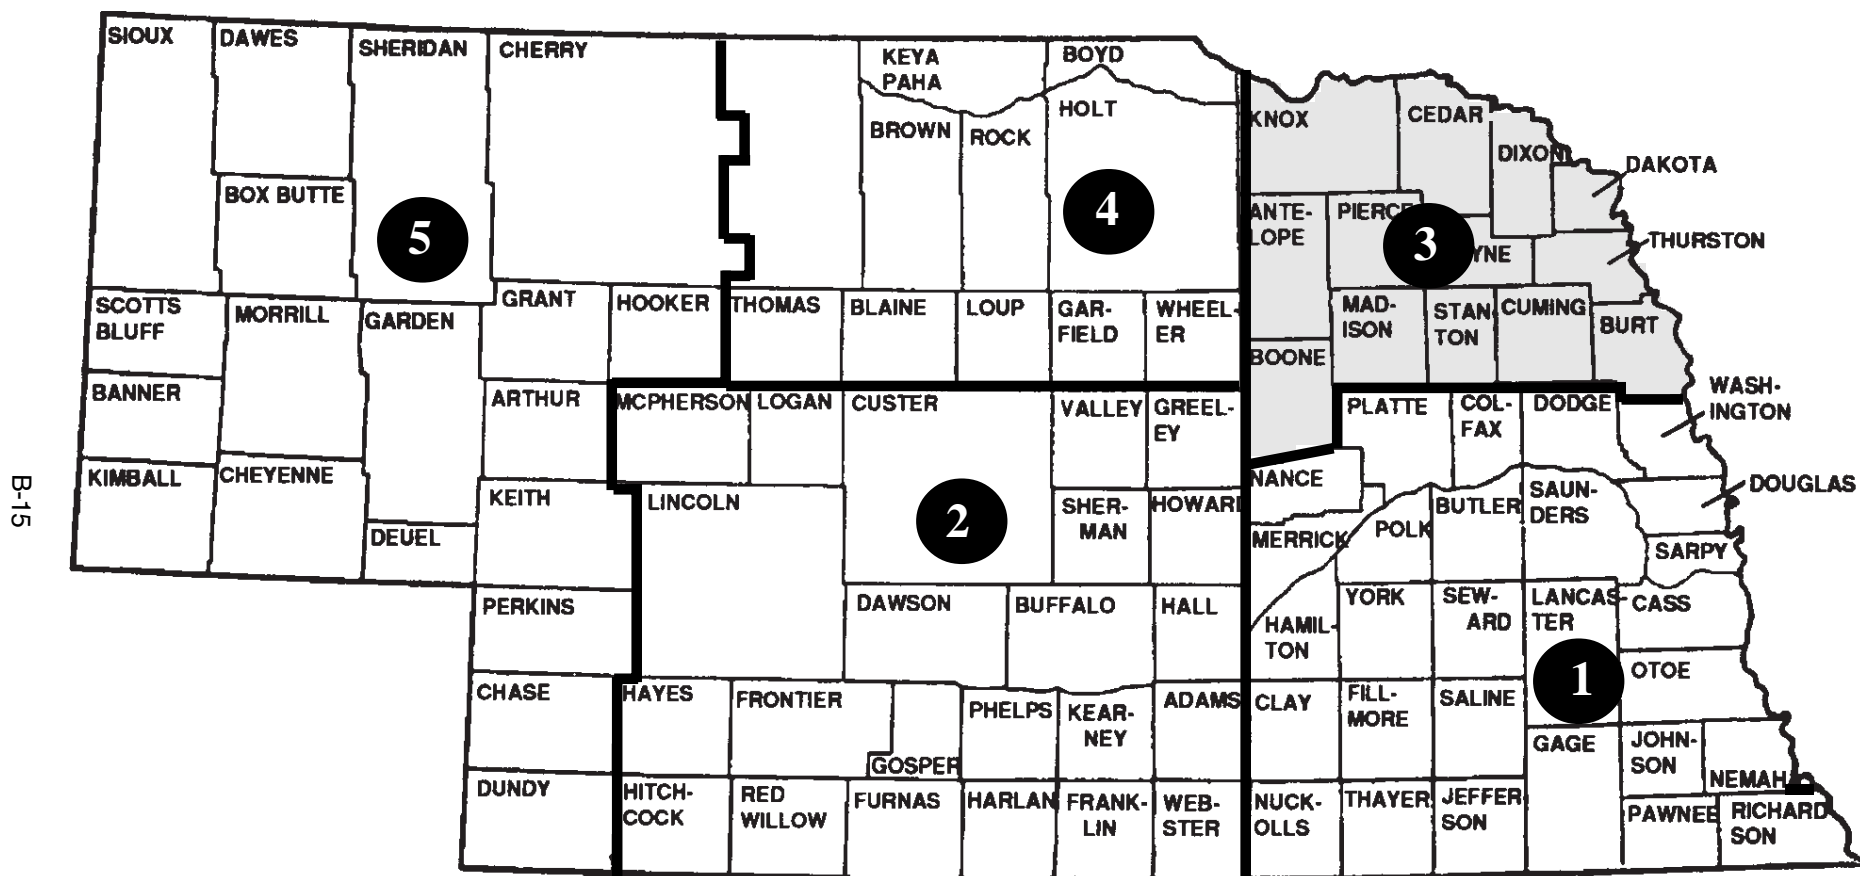 SIOUX
DAWES
SHERIDAN
CHERRY
KEYA
PAHA
BOYD
HOLT
BROWN
ROCK
KNOX
CEDAR
DIXON
DAKOTA
BOX BUTTE
5
4
ANTE-
LOPE
PIERCE
3
YNE
THURSTON
SCOTTS
BLUFF
MORRILL
GARDEN
GRANT
HOOKER
THOMAS
BLAINE
LOUP
GAR-
FIELD
WHEEL-
ER
BOONE
MAD-
ISON
STAN-
TON
CUMING
BURT
BANNER
ARTHUR
MCPHERSON
LOGAN
CUSTER
VALLEY
GREEL-
EY
PLATTE
COL-
FAX
DODGE
WASH-
INGTON
KIMBALL
CHEYENNE
KEITH
LINCOLN
2
SHER-
MAN
HOWARD
NANCE
MERRICK
POLK
BUTLER
SAUN-
DERS
DOUGLAS
SARPY
DEUEL
PERKINS
DAWSON
BUFFALO
HALL
HAMIL-
TON
YORK
SEW-
ARD
LANCAS-
TER
CASS
CHASE
HAYES
FRONTIER
GOSPER
PHELPS
KEAR-
NEY
ADAMS
CLAY
FILL-
MORE
SALINE
1
OTOE
GAGE
JOHN-
SON
NEMAHA
DUNDY
HITCH-
COCK
RED
WILLOW
FURNAS
HARLAN
FRANK-
LIN
WEB-
STER
NUCK-
OLLS
THAYER
JEFFER
SON
PAWNEE
RICHARD
SON
B-15